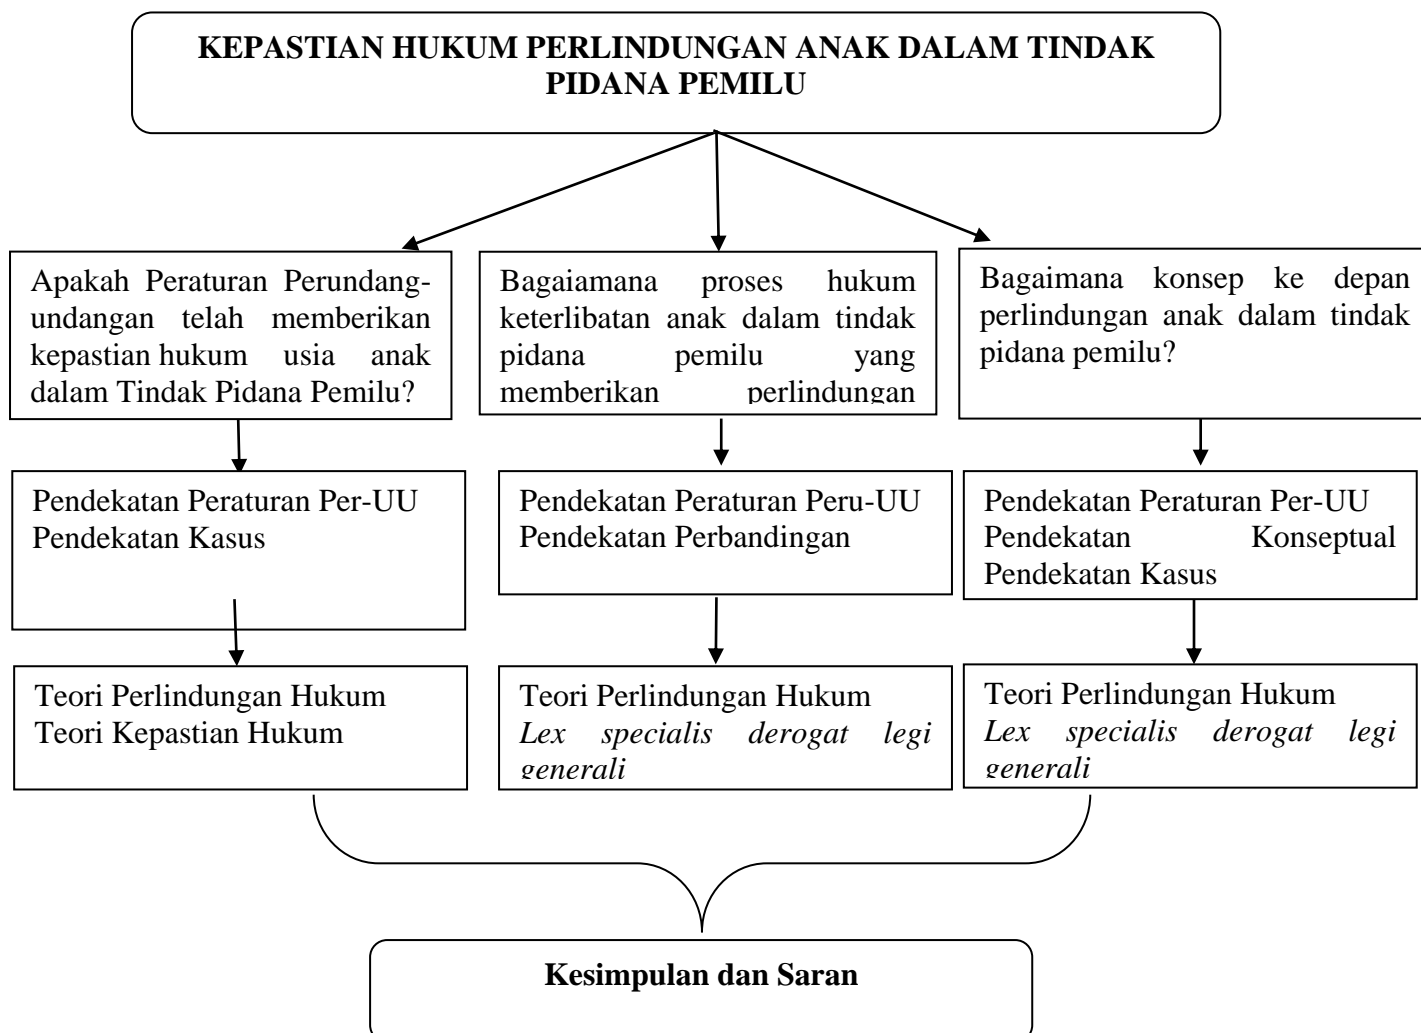 KEPASTIAN HUKUM PERLINDUNGAN ANAK DALAM TINDAK
PIDANA PEMILU
Apakah Peraturan Perundang-
undangan telah memberikan
kepastian hukum usia anak
dalam Tindak Pidana Pemilu?
Bagaiamana proses hukum
keterlibatan anak dalam tindak
pidana pemilu yang
memberikan perlindungan
Bagaimana konsep ke depan
perlindungan anak dalam tindak
pidana pemilu?
Pendekatan Peraturan Per-UU
Pendekatan Kasus
Pendekatan Peraturan Peru-UU
Pendekatan Perbandingan
Pendekatan Peraturan Per-UU
Pendekatan Konseptual
Pendekatan Kasus
Teori Perlindungan Hukum
Teori Kepastian Hukum
Teori Perlindungan Hukum
Lex specialis derogat legi
generali
Teori Perlindungan Hukum
Lex specialis derogat legi
generali
Kesimpulan dan Saran